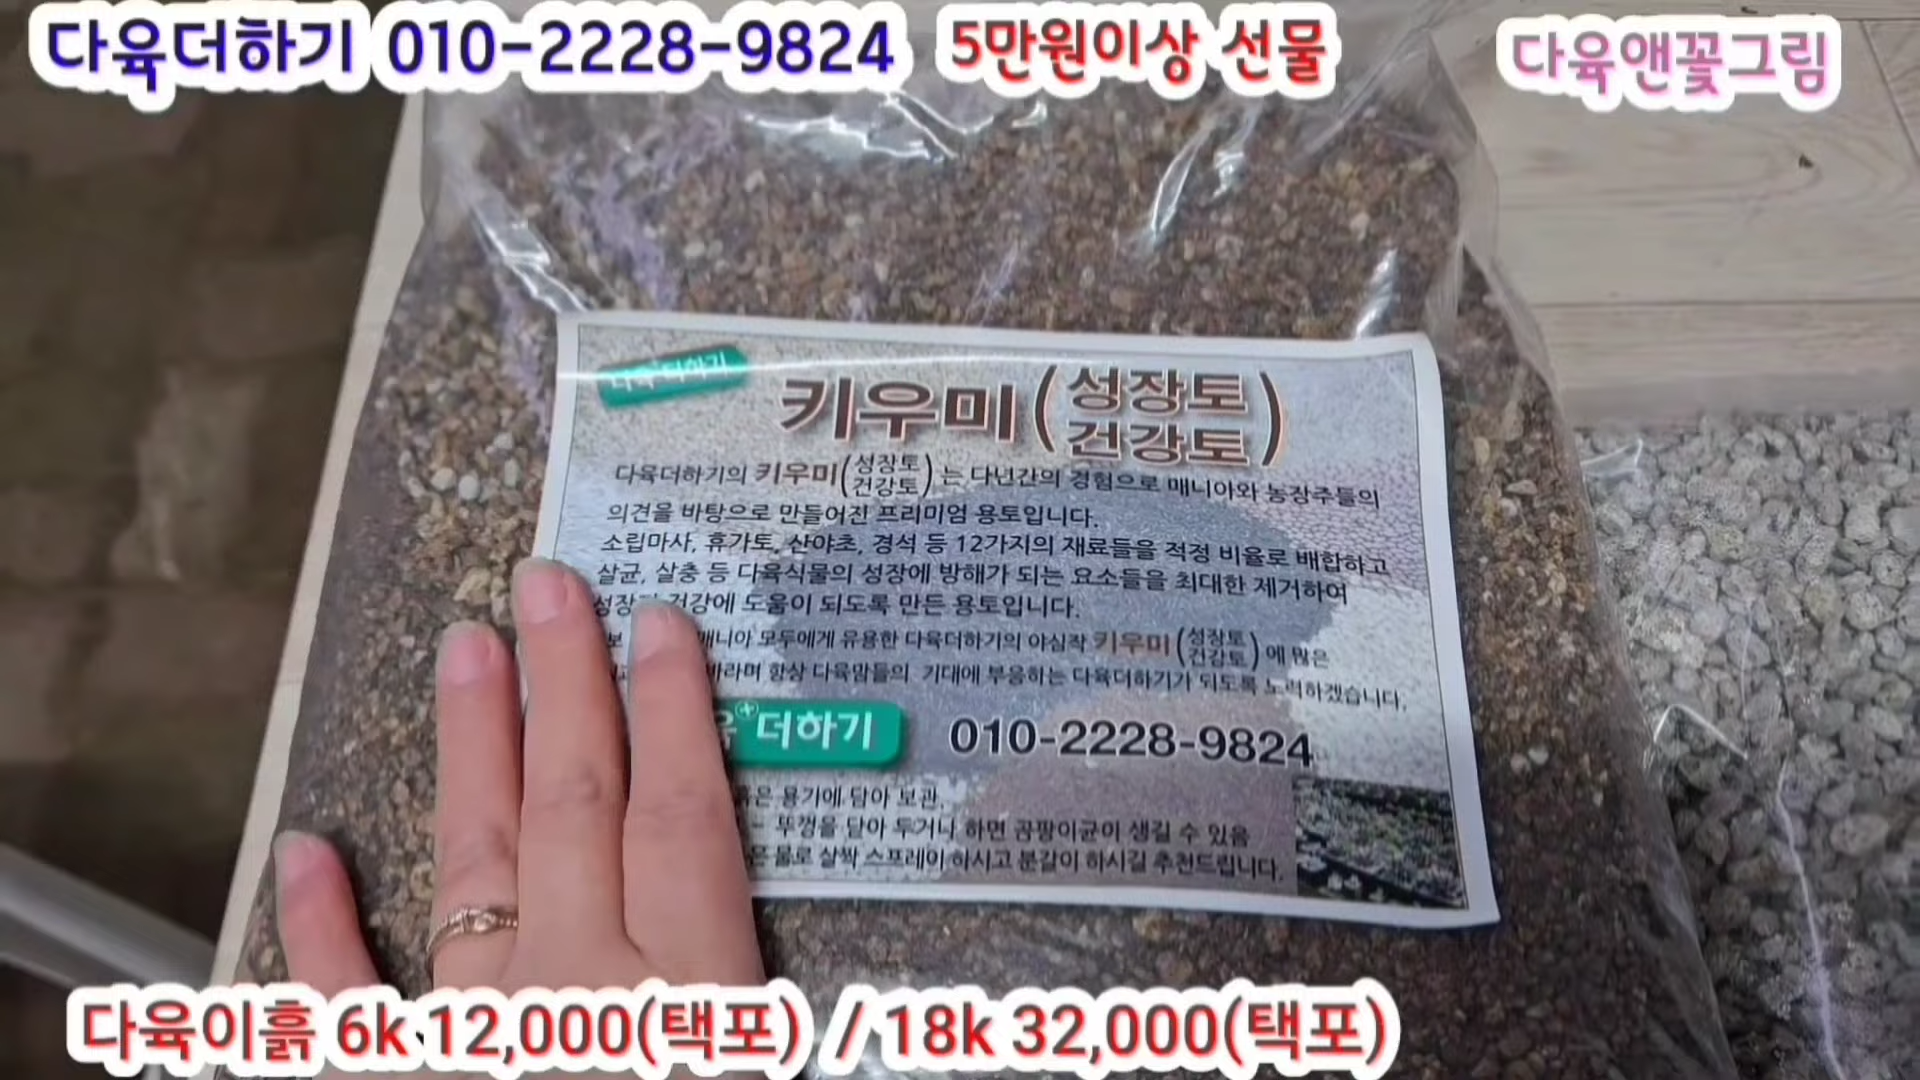 다육더하기 010-2228-9824 5만원이상 선물 다육앤꽃그림
다육더하기
키우미(성장토 건강토)
다육더하기의 키우미(성장토 건강토)는 다년간의 경험으로 매니아와 농장주들의
의견을 바탕으로 만들어진 프리미엄 용토입니다.
소립마사, 휴가토, 산야초, 경석 등 12가지의 재료들을 적정 비율로 배합하고
살균, 살충 등 다육식물의 성장에 방해가 되는 요소들을 최대한 제거하여
건강에 도움이 되도록 만든 용토입니다.
매니아 모두에게 유용한 다육더하기의 야심작 키우미(성장토 건강토)에 많은
바라며 항상 다육맘들의 기대에 부응하는 다육더하기가 되도록 노력하겠습니다.
육+더하기 010-2228-9824
용기에 담아 보관.
- 뚜껑을 닫아 두거나 하면 곰팡이균이 생길 수 있음
물로 살짝 스프레이 하시고 분갈이 하시길 추천드립니다.
다육이흙 6k 12,000(택포) / 18k 32,000(택포)